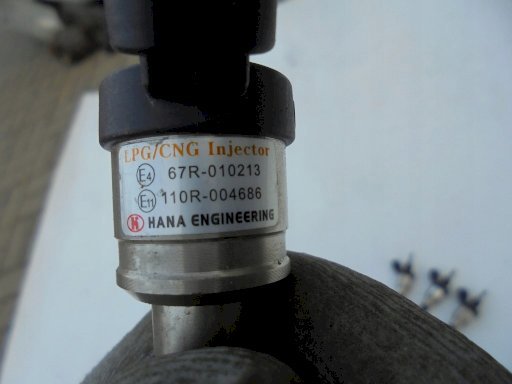 LPG/CNG Injector
E4 67R-010213
E11 110R-004686
HANA ENGINEERING